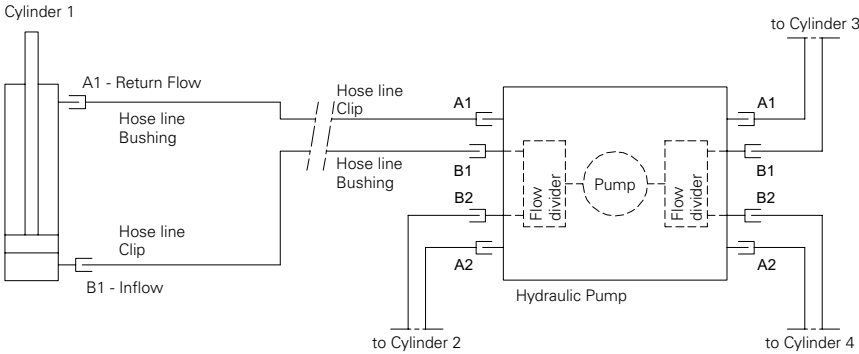 Cylinder 1
to Cylinder 3
A1 - Return Flow
Hose line
Bushing
Hose line
Clip
A1
A1
Hose line
Bushing
B1
B1
Flow
divider
Pump
Flow
divider
B2
B2
Hose line
Clip
A2
A2
B1 - Inflow
Hydraulic Pump
to Cylinder 2
to Cylinder 4